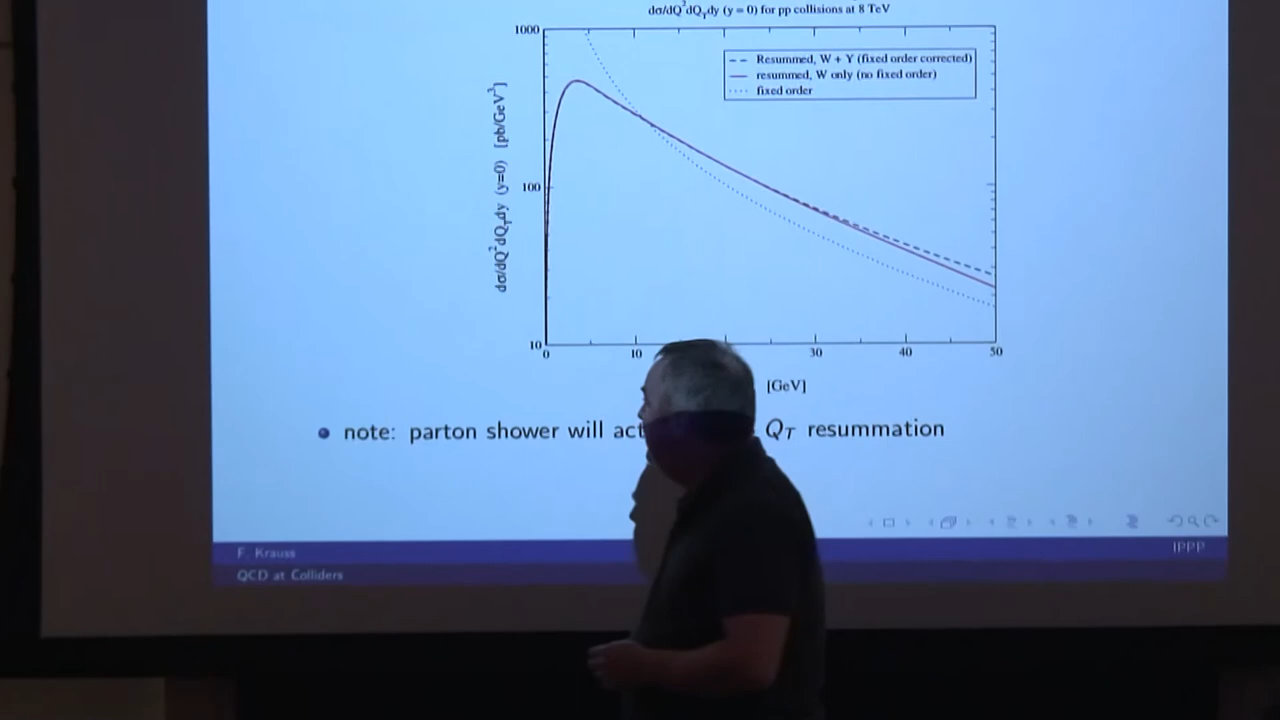 dσ/dQ²dQ_Tdy (y = 0) for pp collisions at 8 TeV
1000
Resummed, W + Y (fixed order corrected)
resummed, W only (no fixed order)
fixed order
dσ/dQ²dQ_Tdy (y=0) [pb/GeV³]
100
10
0 10 30 40 50
[GeV]
note: parton shower will act Q_T resummation
F. Krauss IPPP
QCD at Colliders